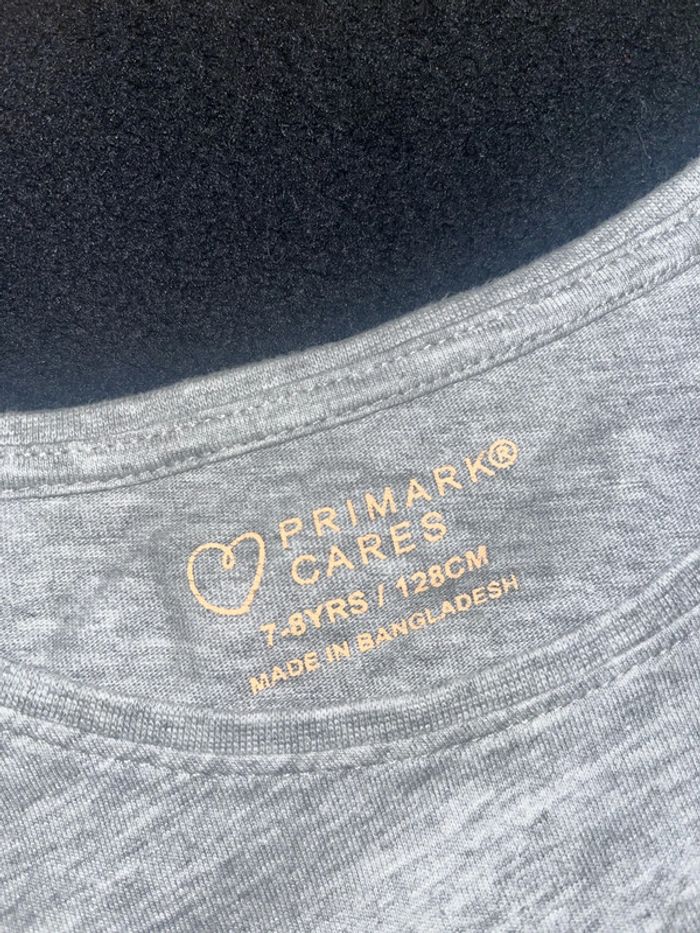 PRIMARK®
CARES
7-8YRS / 128CM
MADE IN BANGLADESH